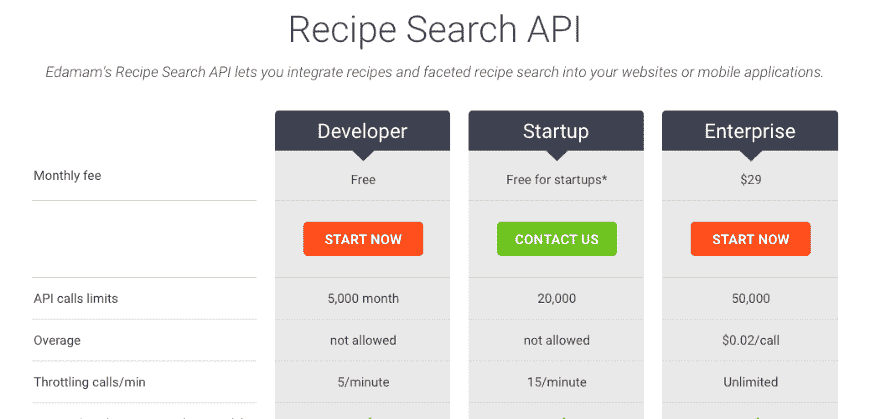 Recipe Search API
Edamam's Recipe Search API lets you integrate recipes and faceted recipe search into your websites or mobile applications.
Developer Startup Enterprise
Monthly fee Free Free for startups* $29
START NOW CONTACT US START NOW
API calls limits 5,000 month 20,000 50,000
Overage not allowed not allowed $0.02/call
Throttling calls/min 5/minute 15/minute Unlimited